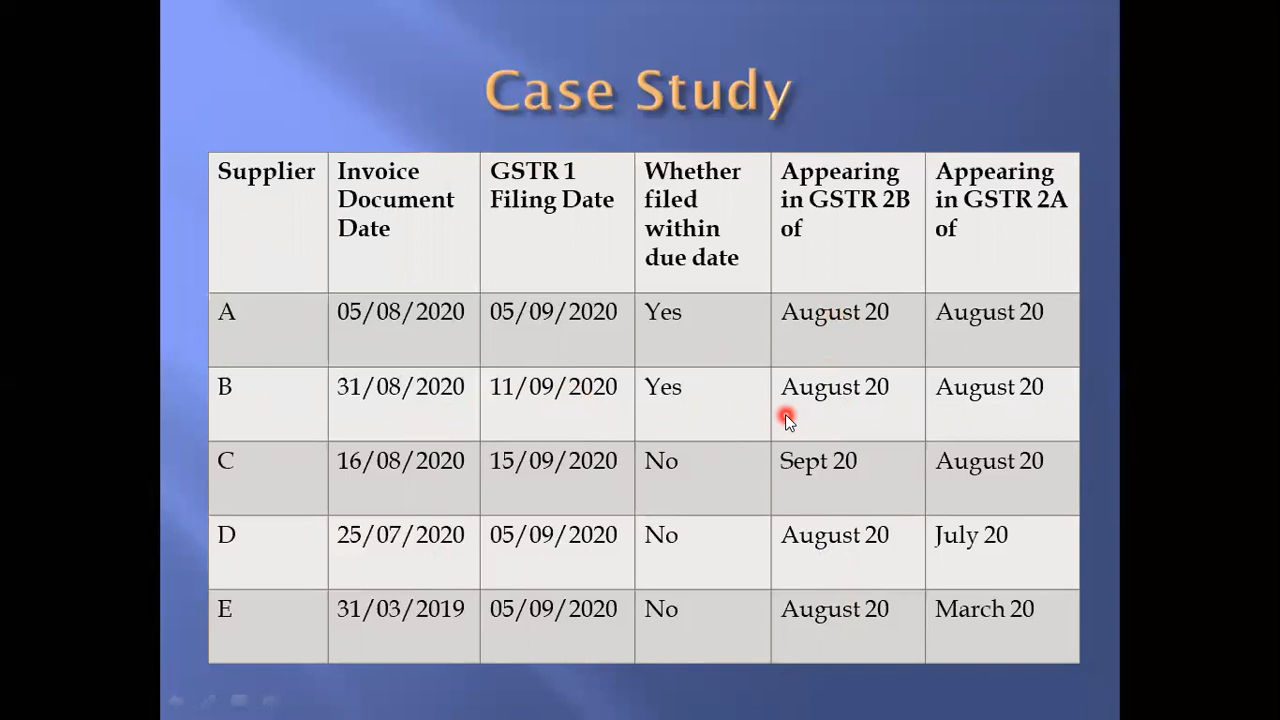 Case Study
Supplier
Invoice
Document
Date
GSTR 1
Filing Date
Whether
filed
within
due date
Appearing
in GSTR 2B
of
Appearing
in GSTR 2A
of
A 05/08/2020 05/09/2020 Yes August 20 August 20
B 31/08/2020 11/09/2020 Yes August 20 August 20
C 16/08/2020 15/09/2020 No Sept 20 August 20
D 25/07/2020 05/09/2020 No August 20 July 20
E 31/03/2019 05/09/2020 No August 20 March 20